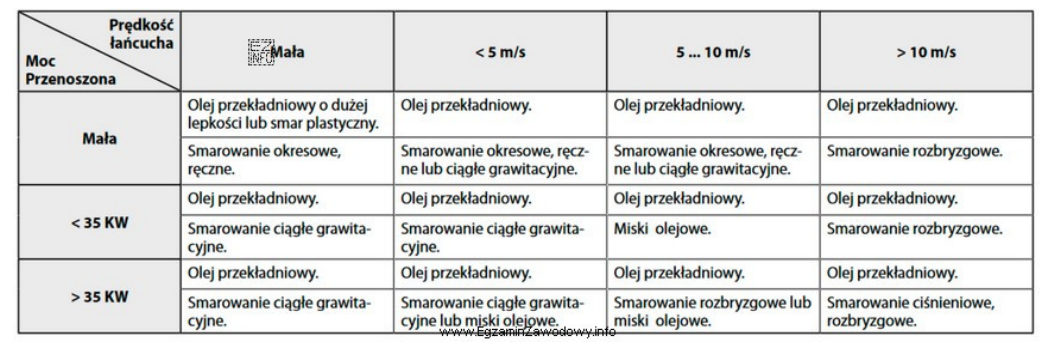 Prędkość
łańcucha
Moc
Przenoszona
EZ
INFO
Mała
< 5 m/s
5 ... 10 m/s
> 10 m/s
Mała
Olej przekładniowy o dużej
lepkości lub smar plastyczny.
Olej przekładniowy.
Olej przekładniowy.
Olej przekładniowy.
Smarowanie okresowe,
ręczne.
Smarowanie okresowe, ręcz-
ne lub ciągłe grawitacyjne.
Smarowanie okresowe, ręcz-
ne lub ciągłe grawitacyjne.
Smarowanie rozbryzgowe.
< 35 KW
Olej przekładniowy.
Olej przekładniowy.
Olej przekładniowy.
Olej przekładniowy.
Smarowanie ciągłe grawita-
cyjne.
Smarowanie ciągłe grawita-
cyjne.
Miski olejowe.
Smarowanie rozbryzgowe.
> 35 KW
Olej przekładniowy.
Olej przekładniowy.
Olej przekładniowy.
Olej przekładniowy.
Smarowanie ciągłe grawita-
cyjne.
Smarowanie ciągłe grawita-
cyjne lub miski olejowe.
Smarowanie rozbryzgowe lub
miski olejowe.
Smarowanie ciśnieniowe,
rozbryzgowe.
www.EgzaminZawodowy.info